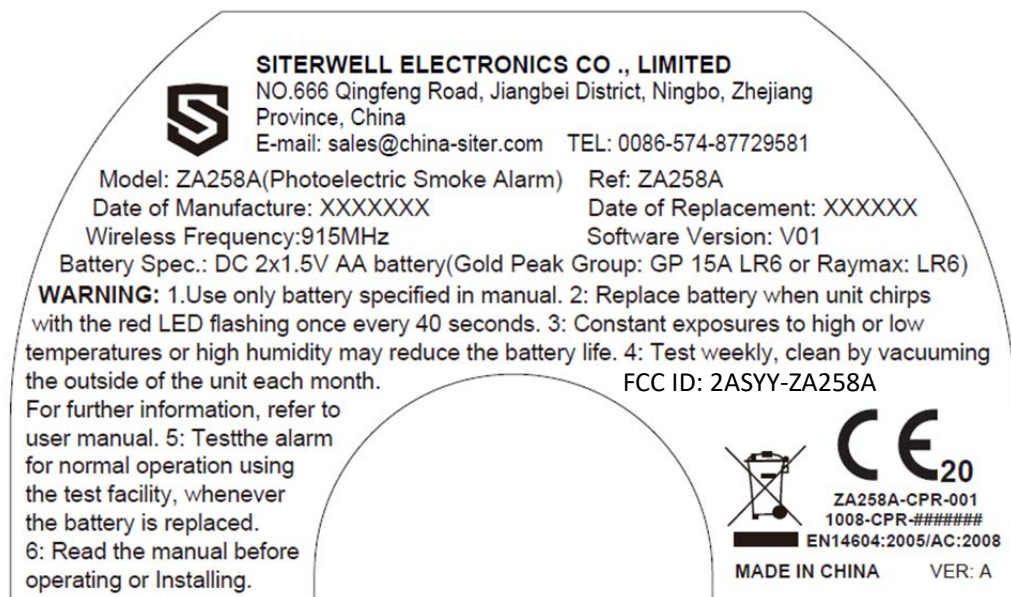 SITERWELL ELECTRONICS CO ., LIMITED
NO.666 Qingfeng Road, Jiangbei District, Ningbo, Zhejiang
Province, China
E-mail: sales@china-siter.com TEL: 0086-574-87729581
Model: ZA258A(Photoelectric Smoke Alarm) Ref: ZA258A
Date of Manufacture: XXXXXXX Date of Replacement: XXXXXX
Wireless Frequency:915MHz Software Version: V01
Battery Spec.: DC 2x1.5V AA battery(Gold Peak Group: GP 15A LR6 or Raymax: LR6)
WARNING: 1.Use only battery specified in manual. 2: Replace battery when unit chirps
with the red LED flashing once every 40 seconds. 3: Constant exposures to high or low
temperatures or high humidity may reduce the battery life. 4: Test weekly, clean by vacuuming
the outside of the unit each month.
FCC ID: 2ASYY-ZA258A
For further information, refer to
user manual. 5: Testthe alarm
for normal operation using
the test facility, whenever
the battery is replaced.
6: Read the manual before
operating or Installing.
CE 20
ZA258A-CPR-001
1008-CPR-#######
EN14604:2005/AC:2008
MADE IN CHINA VER: A